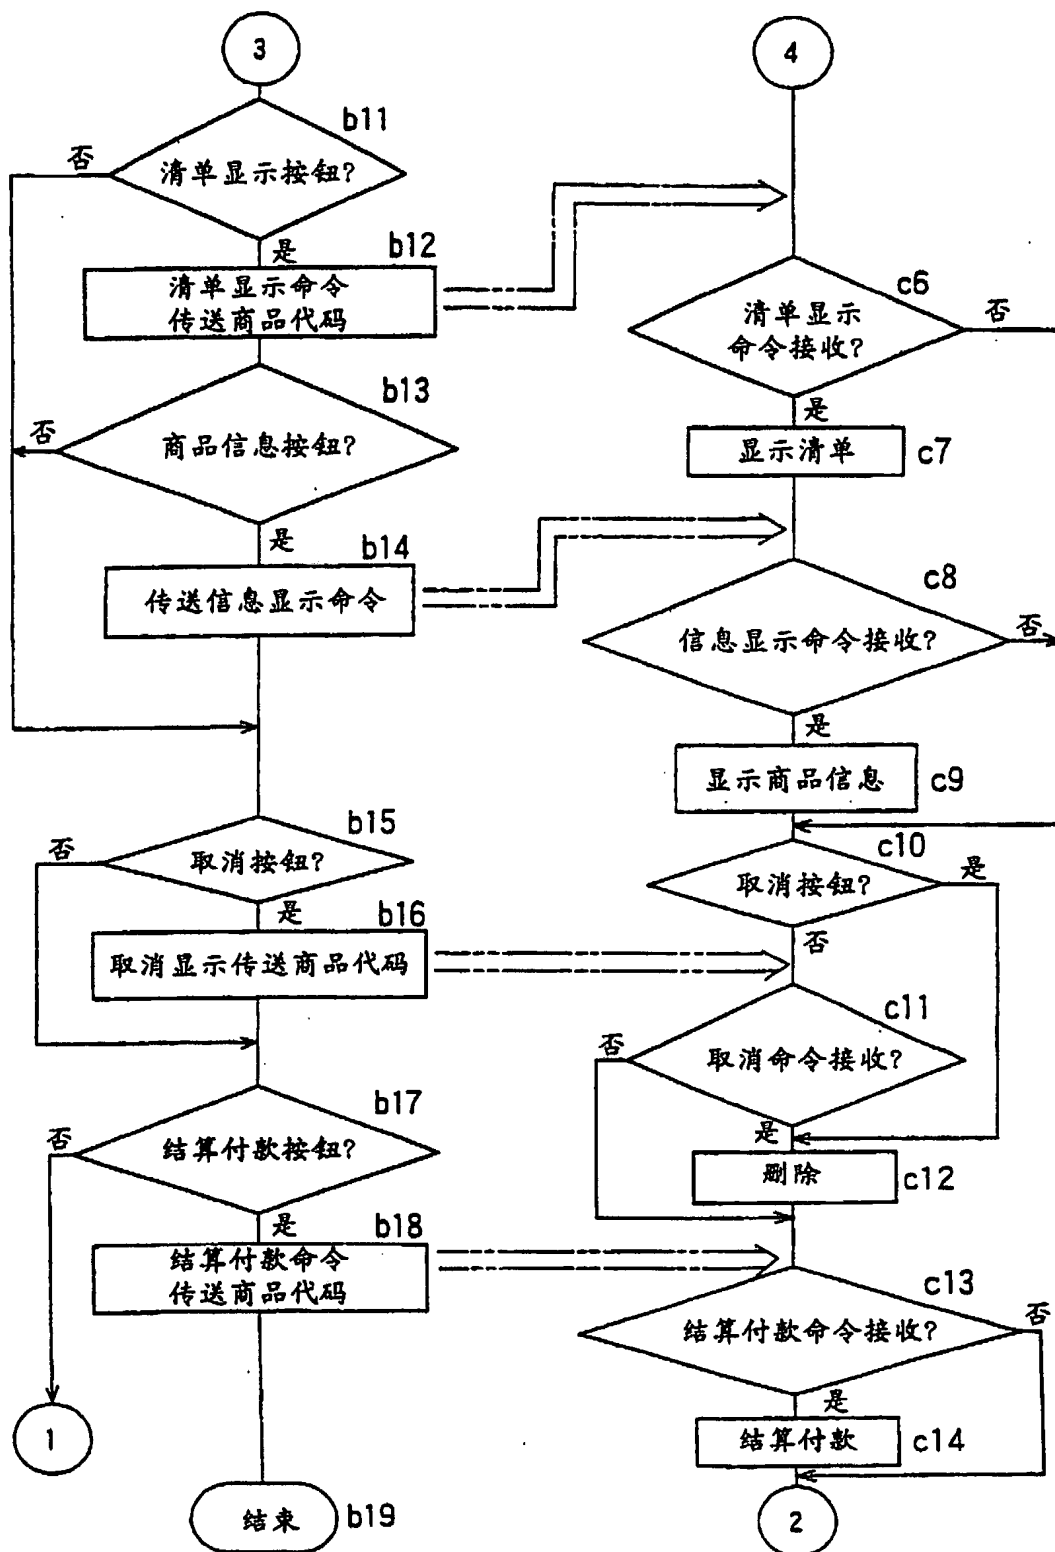 3
b11
否
清单显示按钮?
是
b12
清单显示命令
传送商品代码
b13
否
商品信息按钮?
是
b14
传送信息显示命令
b15
否
取消按钮?
是
b16
取消显示传送商品代码
b17
否
结算付款按钮?
是
b18
结算付款命令
传送商品代码
1
结束
b19
4
c6
清单显示
命令接收?
否
是
显示清单
c7
c8
信息显示命令接收?
否
是
显示商品信息
c9
c10
取消按钮?
是
否
c11
否
取消命令接收?
是
删除
c12
c13
结算付款命令接收?
否
是
结算付款
c14
2